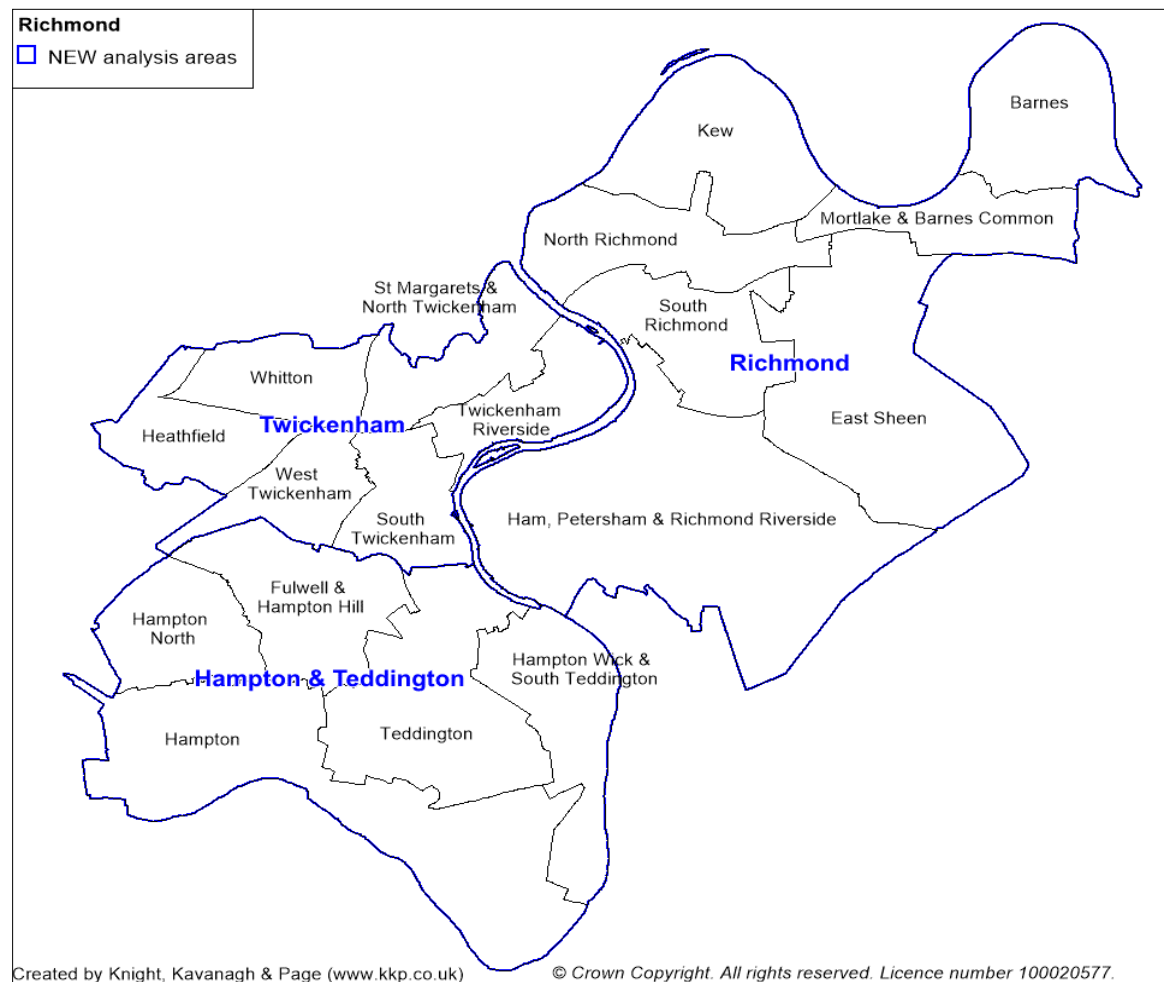 Richmond
NEW analysis areas
Barnes
Kew
Mortlake & Barnes Common
North Richmond
St Margarets &
North Twickenham
South
Richmond
Richmond
Whitton
Twickenham
Twickenham
Riverside
East Sheen
Heathfield
West
Twickenham
South
Twickenham
Ham, Petersham & Richmond Riverside
Fulwell &
Hampton Hill
Hampton
North
Hampton Wick &
South Teddington
Hampton & Teddington
Hampton
Teddington
Created by Knight, Kavanagh & Page (www.kkp.co.uk)
© Crown Copyright. All rights reserved. Licence number 100020577.